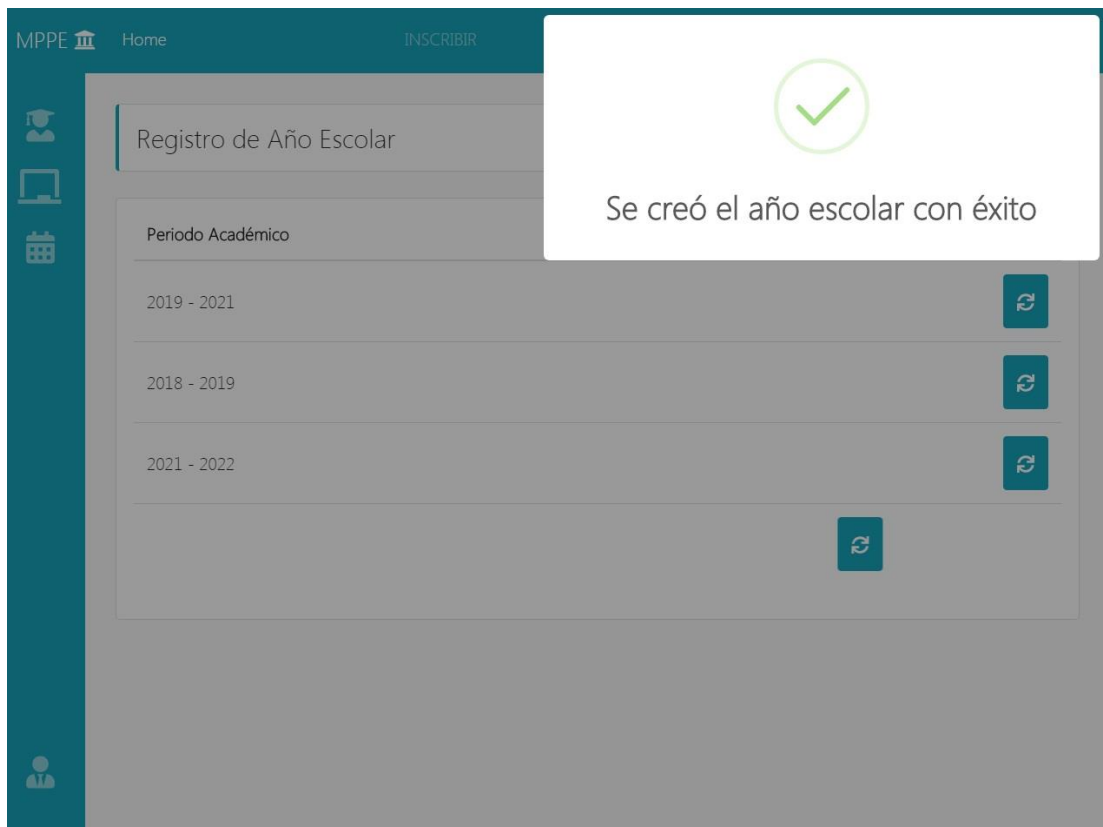 MPPE Home INSCRIBIR
Registro de Año Escolar
Se creó el año escolar con éxito
Periodo Académico
2019 - 2021
2018 - 2019
2021 - 2022